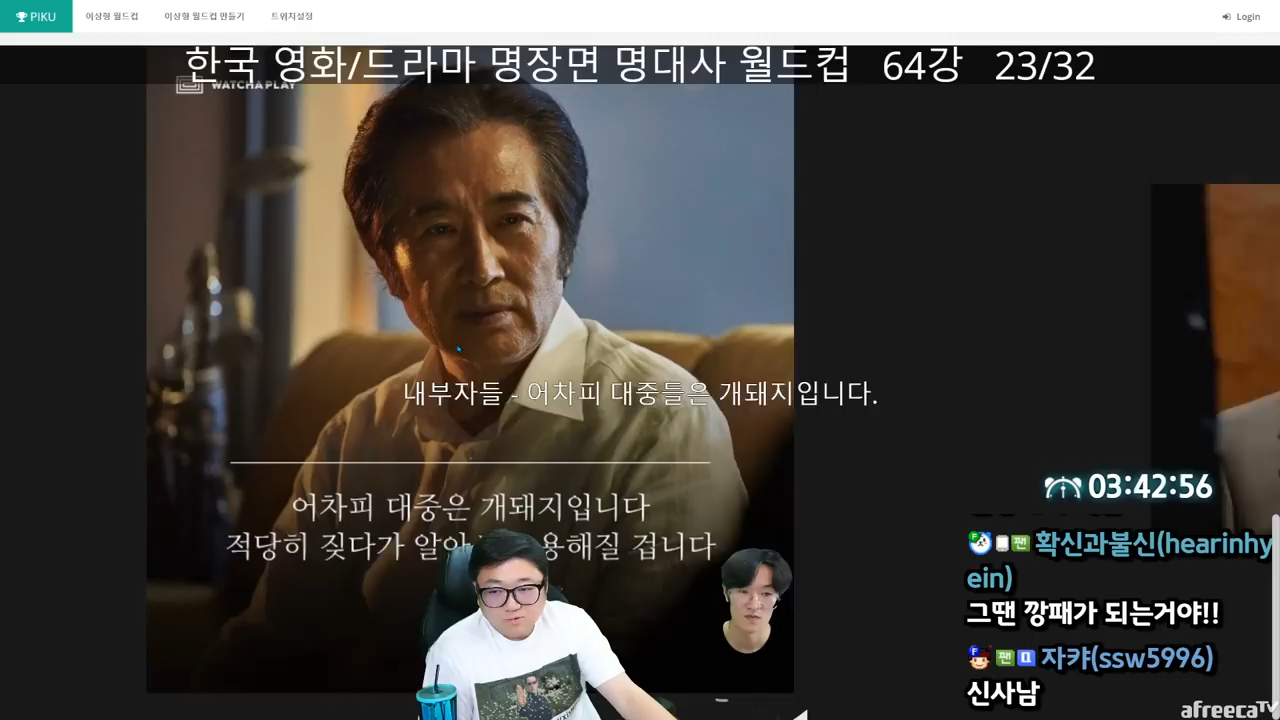 PIKU 이상형 월드컵 이상형 월드컵 만들기 트위치설정 Login
한국 영화/드라마 명장면 명대사 월드컵 64강 23/32
WATCHA PLAY
내부자들 - 어차피 대중들은 개돼지입니다.
어차피 대중은 개돼지입니다
적당히 짖다가 용해질 겁니다
03:42:56
팬 확신과불신(hearinhy
ein)
그땐 깡패가 되는거야!!
팬 자캬(ssw5996)
신사남
afreecaTV